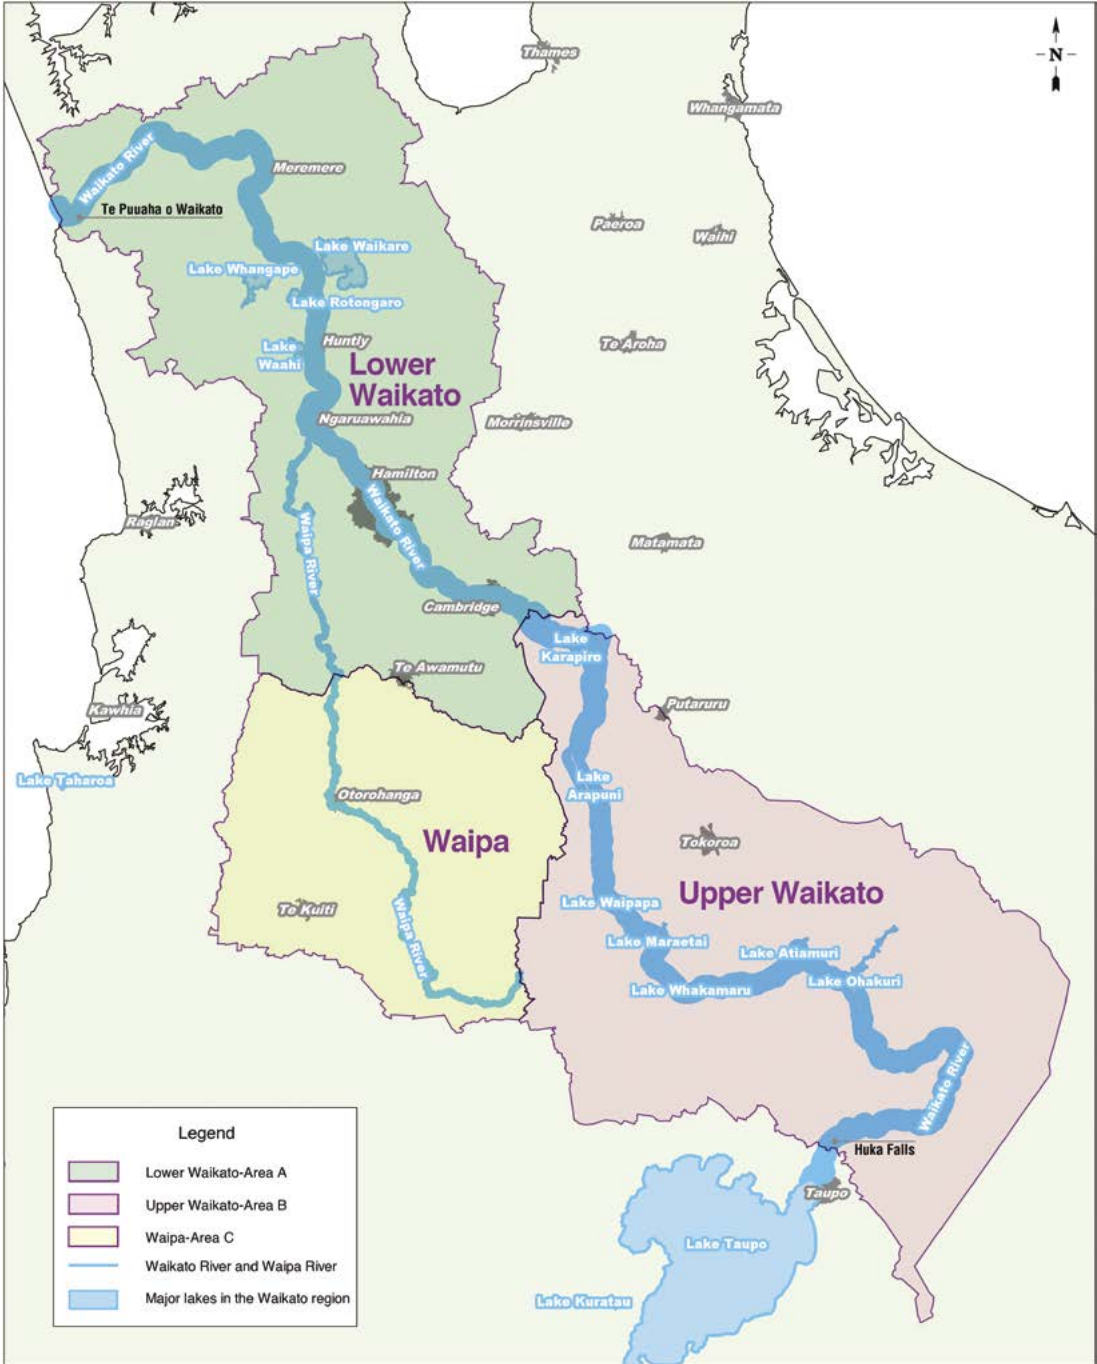 Thames
N
Whangamata
Waikato River
Meremere
Te Puuaha o Waikato
Paeroa
Waihi
Lake Waikare
Lake Whangape
Lake Rotongaro
Huntly
Lake
Waahi
Te Aroha
Lower
Waikato
Ngaruawahia
Morrinsville
Hamilton
Waikato River
Raglan
Waipa River
Matamata
Cambridge
Lake
Karapiro
Te Awamutu
Kawhia
Putaruru
Lake Taharoa
Lake
Arapuni
Otorohanga
Waipa
Tokoroa
Upper Waikato
Te Kuiti
Lake Waipapa
Waipa River
Lake Maraetai
Lake Atiamuri
Lake Whakamaru
Lake Ohakuri
Waikato River
Huka Falls
Taupo
Lake Taupo
Lake Kuratau
Legend
Lower Waikato-Area A
Upper Waikato-Area B
Waipa-Area C
Waikato River and Waipa River
Major lakes in the Waikato region